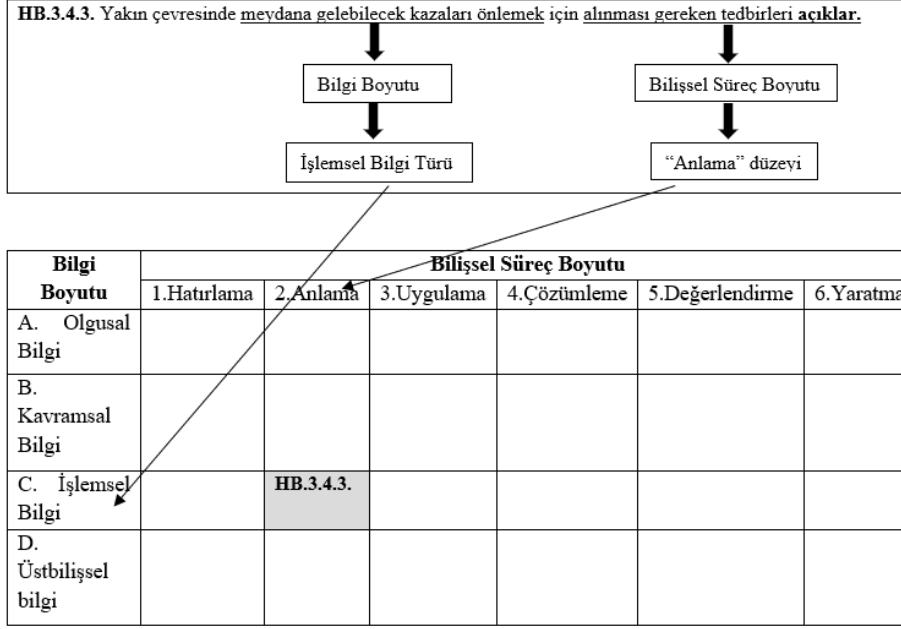 HB.3.4.3. Yakın çevresinde meydana gelebilecek kazaları önlemek için alınması gereken tedbirleri açıklar.
Bilgi Boyutu
Bilişsel Süreç Boyutu
İşlemsel Bilgi Türü
“Anlama” düzeyi
Bilgi
Boyutu
Bilişsel Süreç Boyutu
1.Hatırlama 2.Anlama 3.Uygulama 4.Çözümleme 5.Değerlendirme 6.Yaratma
A. Olgusal
Bilgi
B.
Kavramsal
Bilgi
C. İşlemsel
Bilgi
HB.3.4.3.
D.
Üstbilişsel
bilgi